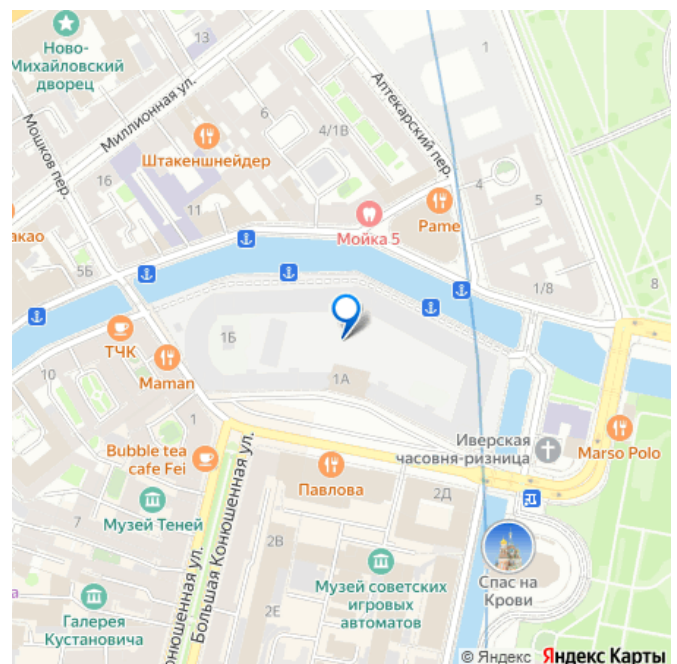 Ново-
Михайловский
дворец
13
1
Миллионная ул.
Аптекарский пер.
Мошков пер.
6
4/1В
Штакеншнейдер
16
11
4
5
Мойка 5
Pame
акао
5Б
8
1/8
ТЧК
1Б
Maman
10
1А
1
Bubble tea
cafe Fei
Большая Конюшенная ул.
онюшенная ул.
Иверская
часовня-ризница
Marso Polo
Павлова
2Д
Музей Теней
7
2В
Спас на
Крови
Музей советских
игровых
автоматов
а
2Е
Галерея
Кустановича
© Яндекс Яндекс Карты